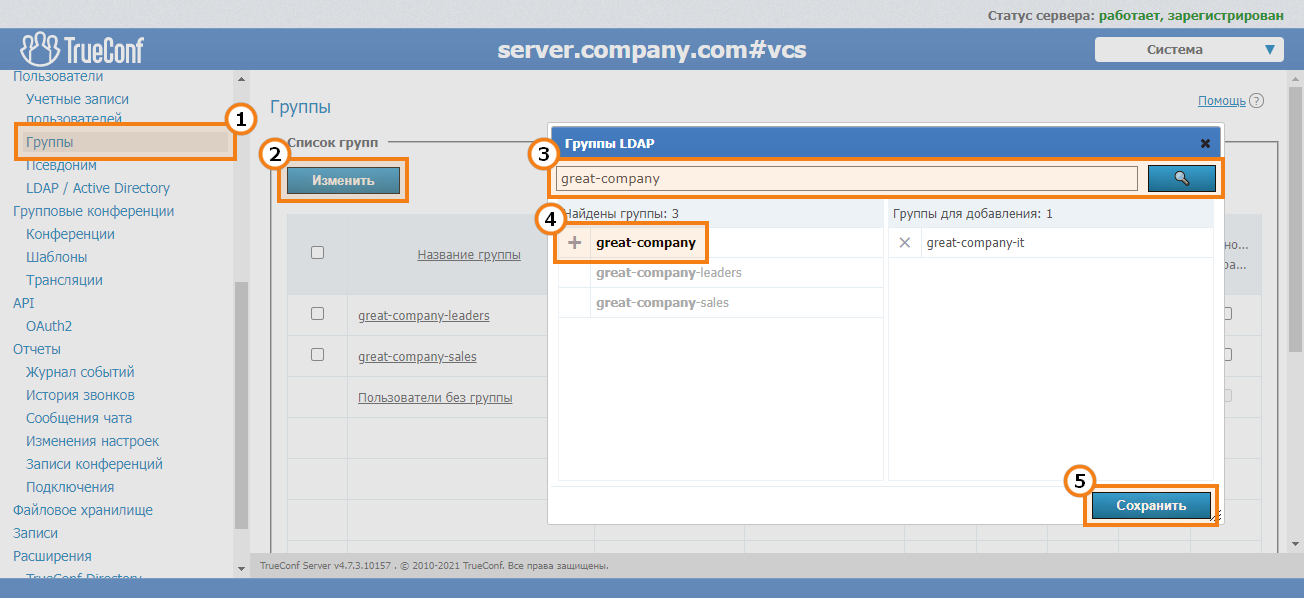 Статус сервера: работает, зарегистрирован
TrueConf
server.company.com#vcs
Система
Пользователи
Учетные записи
пользователей
1
Группы
Псевдоним
LDAP / Active Directory
Групповые конференции
Конференции
Шаблоны
Трансляции
API
OAuth2
Отчеты
Журнал событий
История звонков
Сообщения чата
Изменения настроек
Записи конференций
Подключения
Файловое хранилище
Записи
Расширения
TrueConf Directory
Группы
Помощь ?
Список групп
2
Изменить
Название группы
great-company-leaders
great-company-sales
Пользователи без группы
но...
ра...
Группы LDAP
3
great-company
Найдены группы: 3
4
great-company
great-company-leaders
great-company-sales
Группы для добавления: 1
great-company-it
5
Сохранить
TrueConf Server v4.7.3.10157 . © 2010-2021 TrueConf. Все права защищены.